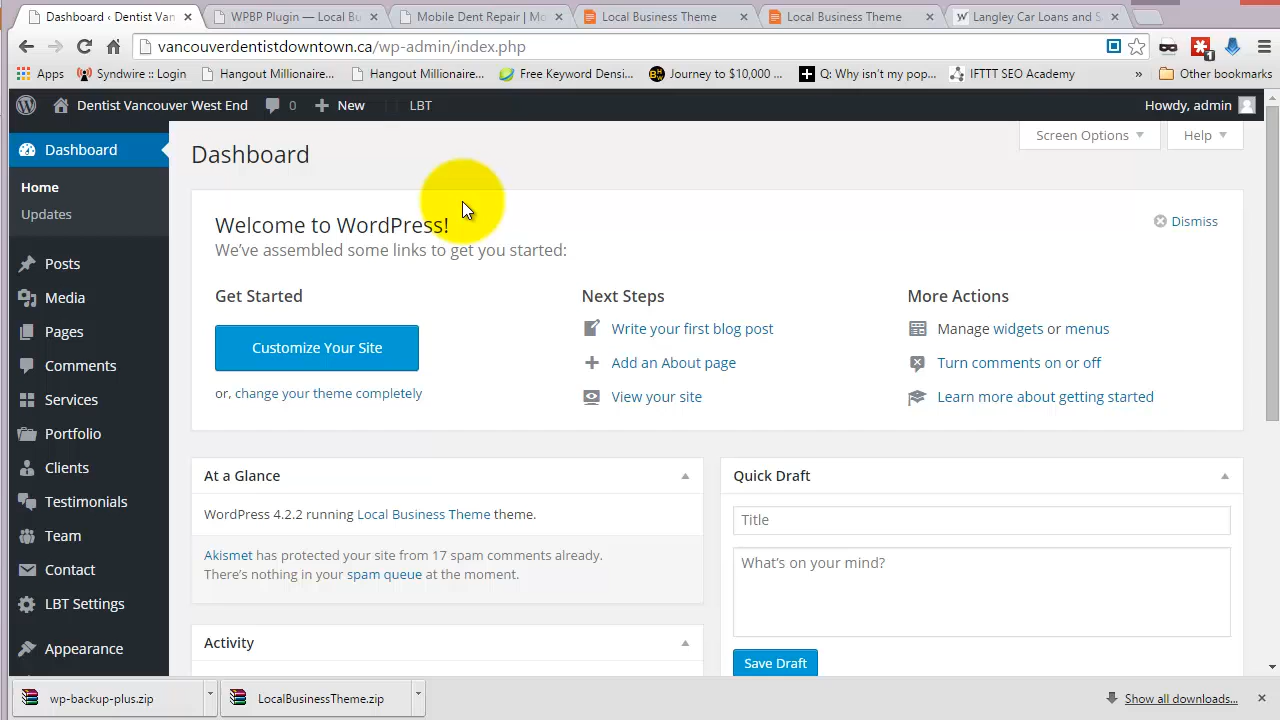 Dashboard ‹ Dentist Van
WPBP Plugin — Local Bu
Mobile Dent Repair | Mo
Local Business Theme
Local Business Theme
Langley Car Loans and S
vancouverdentistdowntown.ca/wp-admin/index.php
1
Apps
Syndwire :: Login
Hangout Millionaire...
Hangout Millionaire...
Free Keyword Densi...
Journey to: 10,000 ...
Q: Why isn't my pop...
IFTTT SEO Academy
»
Other bookmarks
Dentist Vancouver West End
0
New
LBT
Howdy, admin
Dashboard
Home
Updates
Posts
Media
Pages
Comments
Services
Portfolio
Clients
Testimonials
Team
Contact
LBT Settings
Appearance
Dashboard
Screen Options
Help
Welcome to WordPress!
We've assembled some links to get you started:
Dismiss
Get Started
Customize Your Site
or, change your theme completely
Next Steps
Write your first blog post
Add an About page
View your site
More Actions
Manage widgets or menus
Turn comments on or off
Learn more about getting started
At a Glance
WordPress 4.2.2 running Local Business Theme theme.
Akismet has protected your site from 17 spam comments already.
There's nothing in your spam queue at the moment.
Activity
Quick Draft
Title
What's on your mind?
Save Draft
wp-backup-plus.zip
LocalBusinessTheme.zip
Show all downloads...